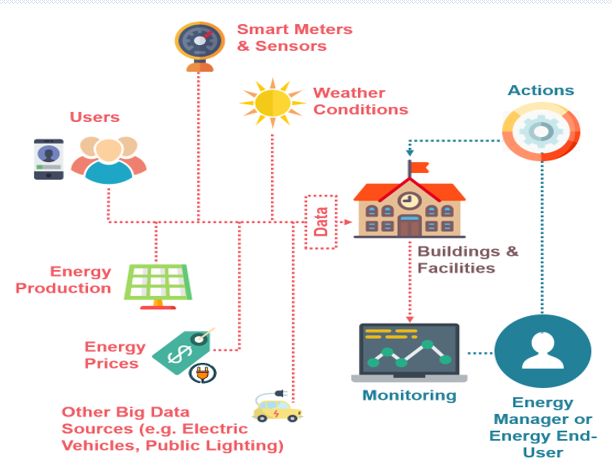 Smart Meters
& Sensors
Weather
Conditions
Actions
Users
Data
Buildings &
Facilities
Energy
Production
Energy
Prices
Monitoring
Other Big Data
Sources (e.g. Electric
Vehicles, Public Lighting)
Energy
Manager or
Energy End-
User